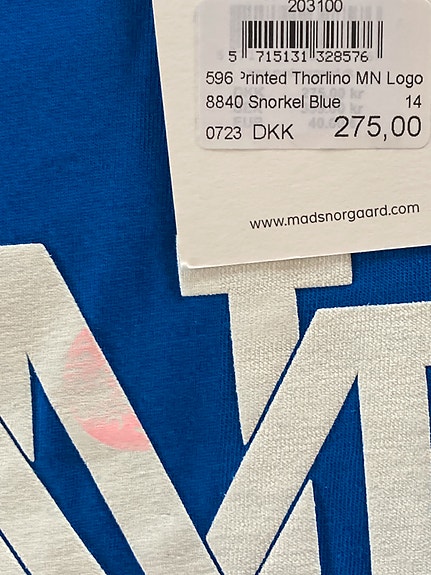 203100
5 715131 328576
596 Printed Thorlino MN Logo
8840 Snorkel Blue 14
0723 DKK 275,00
www.madsnorgaard.com